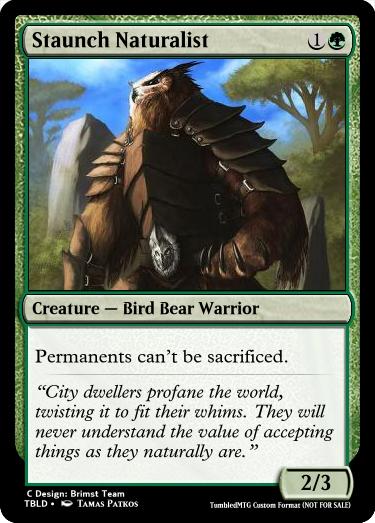 Staunch Naturalist 1
Creature — Bird Bear Warrior
Permanents can't be sacrificed.
“City dwellers profane the world,
twisting it to fit their whims. They will
never understand the value of accepting
things as they naturally are.”
2/3
C Design: Brimst Team
TBLD • Tamas Patkos
TumbledMTG Custom Format (NOT FOR SALE)